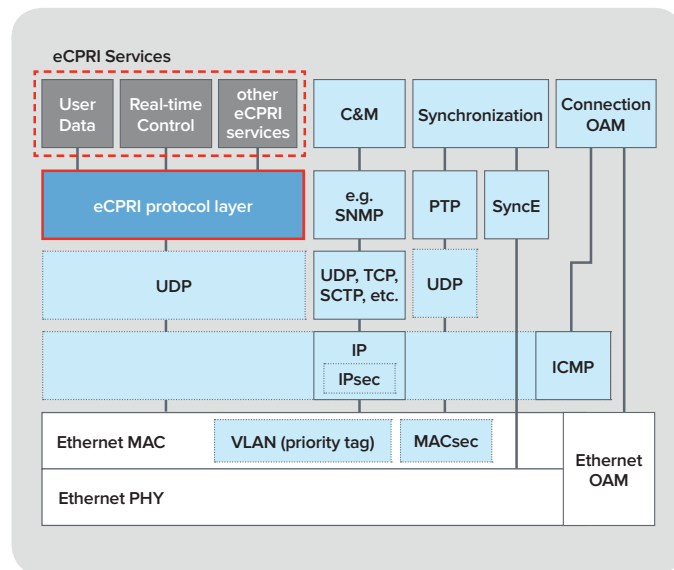 eCPRI Services
User
Data
Real-time
Control
other
eCPRI
services
C&M
Synchronization
Connection
OAM
eCPRI protocol layer
e.g.
SNMP
PTP
SyncE
UDP
UDP, TCP,
SCTP, etc.
UDP
IP
IPsec
ICMP
Ethernet MAC
VLAN (priority tag)
MACsec
Ethernet
OAM
Ethernet PHY